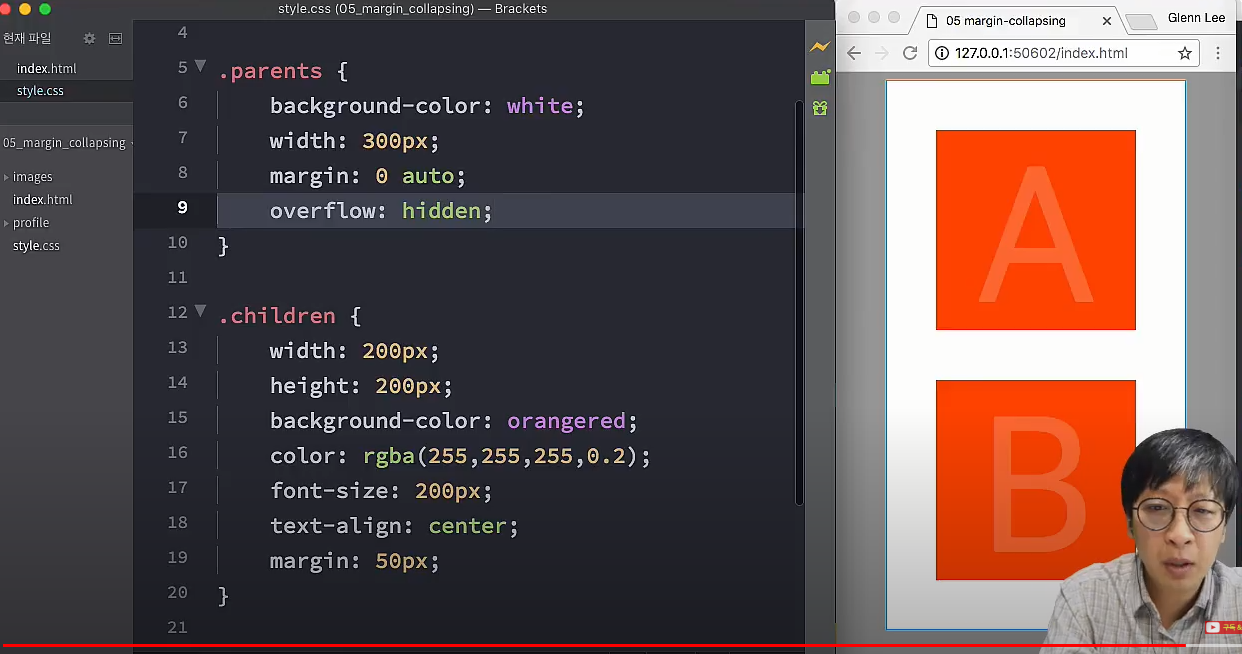 style.css (05_margin_collapsing) — Brackets
현재 파일
index.html
style.css
05_margin_collapsing
images
index.html
profile
style.css
4
5 .parents {
6 background-color: white;
7 width: 300px;
8 margin: 0 auto;
9 overflow: hidden;
10 }
11
12 .children {
13 width: 200px;
14 height: 200px;
15 background-color: orangered;
16 color: rgba(255,255,255,0.2);
17 font-size: 200px;
18 text-align: center;
19 margin: 50px;
20 }
21
05 margin-collapsing
Glenn Lee
127.0.0.1:50602/index.html
A
B
구독 &